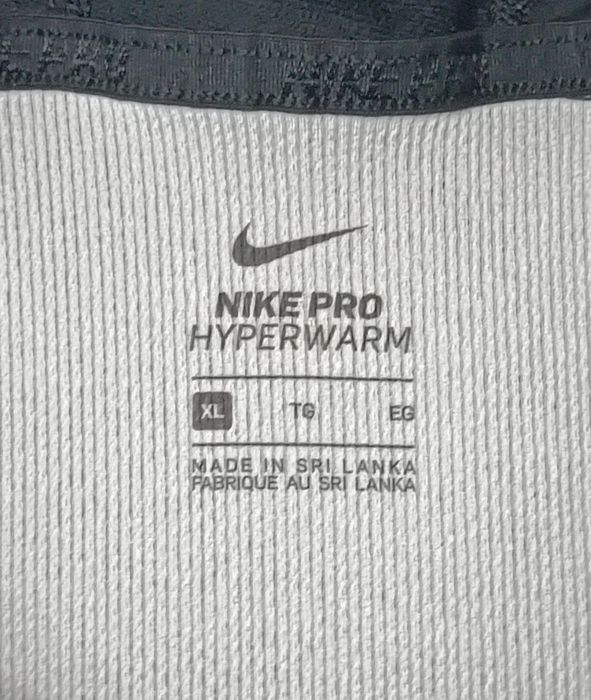 NIKE PRO
HYPERWARM
XL TG EG
MADE IN SRI LANKA
FABRIQUE AU SRI LANKA